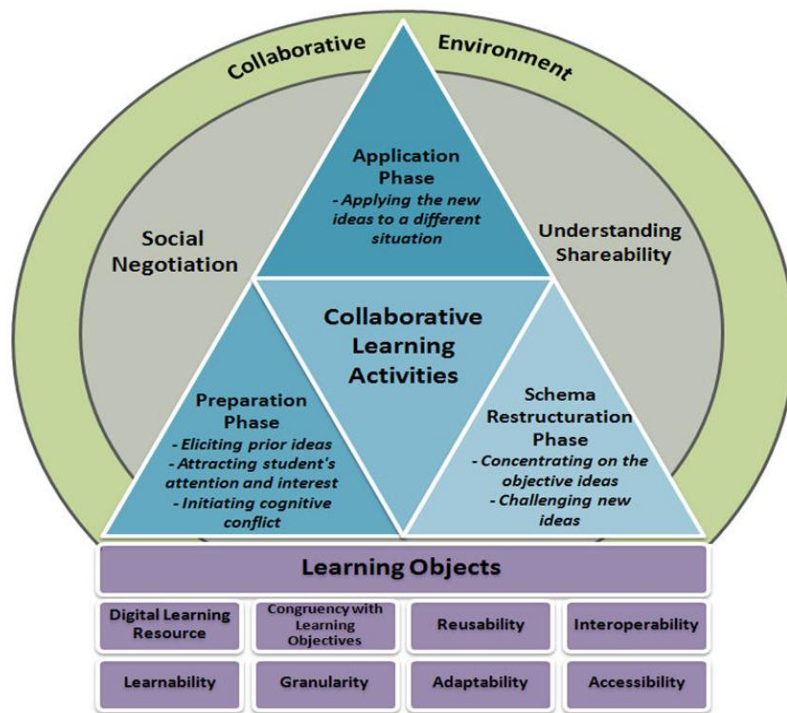 Collaborative Environment
Application
Phase
- Applying the new
ideas to a different
situation
Social
Negotiation
Understanding
Shareability
Collaborative
Learning
Activities
Preparation
Phase
- Eliciting prior ideas
- Attracting student's
attention and interest
- Initiating cognitive
conflict
Schema
Restructuration
Phase
- Concentrating on the
objective ideas
- Challenging new
ideas
Learning Objects
Digital Learning
Resource
Congruency with
Learning
Objectives
Reusability
Interoperability
Learnability
Granularity
Adaptability
Accessibility